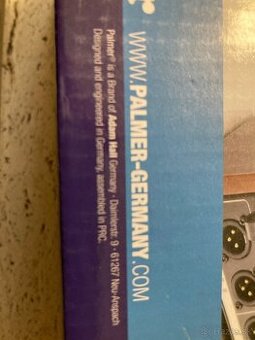 WWW.PALMER-GERMANY.COM
Palmer® is a Brand of Adam Hall Germany · Daimlerstr. 9 · 61267 Neu-Anspach
Designed and engineered in Germany, assembled in PRC.